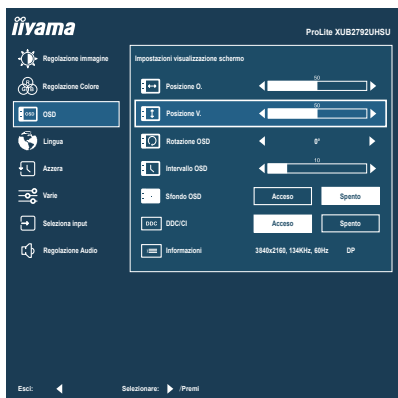 iiyama
ProLite XUB2792UHSU
Regolazione immagine
Impostazioni visualizzazione schermo
50
Regolazione Colore
Posizione O.
50
OSD
OSD
Posizione V.
Lingua
Rotazione OSD
0°
10
Azzera
Intervallo OSD
Varie
Sfondo OSD
Acceso
Spento
Seleziona input
DDC
DDC/CI
Acceso
Spento
Regolazione Audio
Informazioni
3840x2160, 134KHz, 60Hz
DP
Esci:
Selezionare:
/Premi